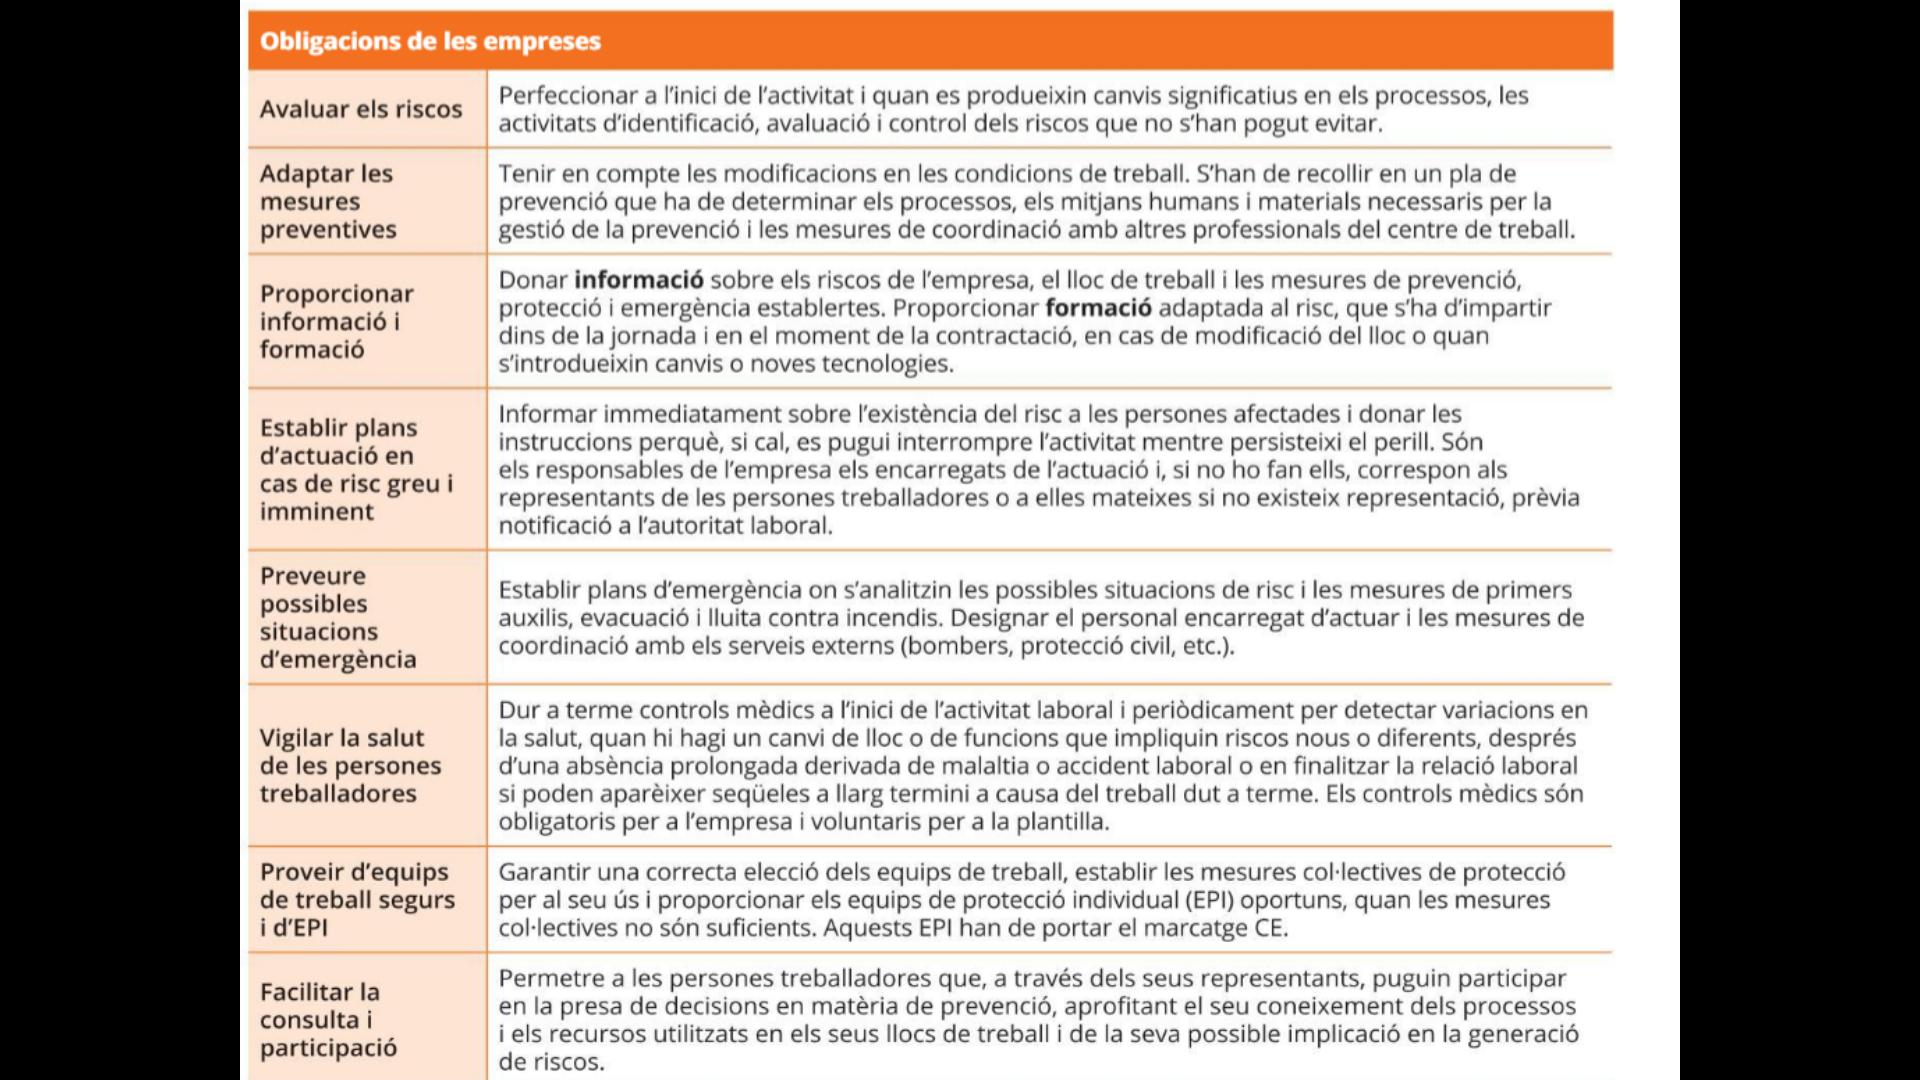 Obligacions de les empreses
Avaluar els riscos
Perfeccionar a l’inici de l’activitat i quan es produeixin canvis significatius en els processos, les
activitats d’identificació, avaluació i control dels riscos que no s’han pogut evitar.
Adaptar les
mesures
preventives
Tenir en compte les modificacions en les condicions de treball. S’han de recollir en un pla de
prevenció que ha de determinar els processos, els mitjans humans i materials necessaris per la
gestió de la prevenció i les mesures de coordinació amb altres professionals del centre de treball.
Proporcionar
informació i
formació
Donar informació sobre els riscos de l’empresa, el lloc de treball i les mesures de prevenció,
protecció i emergència establertes. Proporcionar formació adaptada al risc, que s’ha d’impartir
dins de la jornada i en el moment de la contractació, en cas de modificació del lloc o quan
s’introdueixin canvis o noves tecnologies.
Establir plans
d’actuació en
cas de risc greu i
imminent
Informar immediatament sobre l’existència del risc a les persones afectades i donar les
instruccions perquè, si cal, es pugui interrompre l’activitat mentre persisteixi el perill. Són
els responsables de l’empresa els encarregats de l’actuació i, si no ho fan ells, correspon als
representants de les persones treballadores o a elles mateixes si no existeix representació, prèvia
notificació a l’autoritat laboral.
Preveure
possibles
situacions
d’emergència
Establir plans d’emergència on s’analitzin les possibles situacions de risc i les mesures de primers
auxilis, evacuació i lluita contra incendis. Designar el personal encarregat d’actuar i les mesures de
coordinació amb els serveis externs (bombers, protecció civil, etc.).
Vigilar la salut
de les persones
treballadores
Dur a terme controls mèdics a l’inici de l’activitat laboral i periòdicament per detectar variacions en
la salut, quan hi hagi un canvi de lloc o de funcions que impliquin riscos nous o diferents, després
d’una absència prolongada derivada de malaltia o accident laboral o en finalitzar la relació laboral
si poden aparèixer seqüeles a llarg termini a causa del treball dut a terme. Els controls mèdics són
obligatoris per a l’empresa i voluntaris per a la plantilla.
Proveir d’equips
de treball segurs
i d’EPI
Garantir una correcta elecció dels equips de treball, establir les mesures col·lectives de protecció
per al seu ús i proporcionar els equips de protecció individual (EPI) oportuns, quan les mesures
col·lectives no són suficients. Aquests EPI han de portar el marcatge CE.
Facilitar la
consulta i
participació
Permetre a les persones treballadores que, a través dels seus representants, puguin participar
en la presa de decisions en matèria de prevenció, aprofitant el seu coneixement dels processos
i els recursos utilitzats en els seus llocs de treball i de la seva possible implicació en la generació
de riscos.